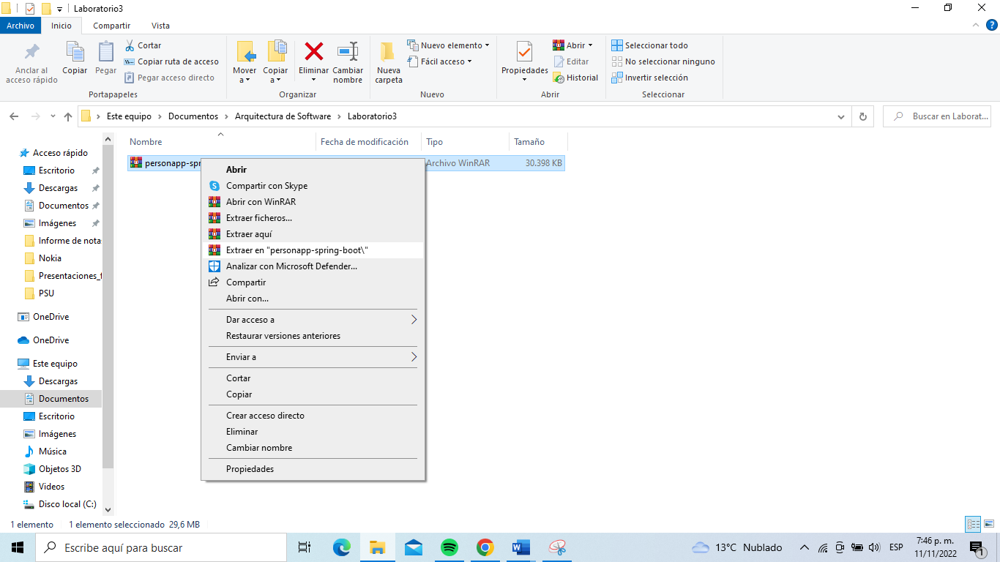 Laboratorio3
Archivo Inicio Compartir Vista
Anclar al acceso rápido
Copiar
Pegar
Cortar
Copiar ruta de acceso
Pegar acceso directo
Portapapeles
Mover a
Copiar a
Eliminar
Cambiar nombre
Organizar
Nueva carpeta
Nuevo elemento
Fácil acceso
Nuevo
Propiedades
Abrir
Editar
Historial
Abrir
Seleccionar todo
No seleccionar ninguno
Invertir selección
Seleccionar
Este equipo > Documentos > Arquitectura de Software > Laboratorio3
Buscar en Laborat...
Nombre Fecha de modificación Tipo Tamaño
personapp-spr Archivo WinRAR 30.398 KB
Acceso rápido
Escritorio
Descargas
Documentos
Imágenes
Informe de nota
Nokia
Presentaciones_f
PSU
OneDrive
OneDrive
Este equipo
Descargas
Documentos
Escritorio
Imágenes
Música
Objetos 3D
Videos
Disco local (C:)
Abrir
Compartir con Skype
Abrir con WinRAR
Extraer ficheros...
Extraer aquí
Extraer en "personapp-spring-boot\"
Analizar con Microsoft Defender...
Compartir
Abrir con...
Dar acceso a
Restaurar versiones anteriores
Enviar a
Cortar
Copiar
Crear acceso directo
Eliminar
Cambiar nombre
Propiedades
1 elemento 1 elemento seleccionado 29,6 MB
Escribe aquí para buscar
13°C Nublado
ESP
7:46 p. m.
11/11/2022
1